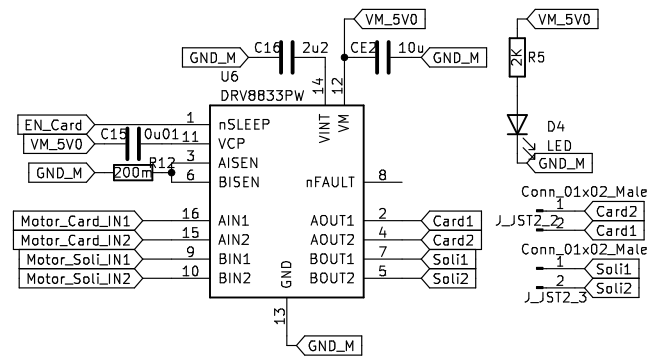 VM_5V0
VM_5V0
C16
2u2
CE2
10u
GND_M
GND_M
R5
2K
U6
DRV8833PW
14
12
EN_Card
1
nSLEEP
VINT
VM
D4
LED
C15
0u01
VM_5V0
11
VCP
GND_M
R12
200m
3
AISEN
GND_M
6
BISEN
nFAULT
8
Conn_01x02_Male
1
Card2
Motor_Card_IN1
16
AIN1
AOUT1
2
Card1
J_JST2_2
2
Card1
Motor_Card_IN2
15
AIN2
AOUT2
4
Card2
Conn_01x02_Male
Motor_Soli_IN1
9
BIN1
BOUT1
7
Soli1
1
Soli1
Motor_Soli_IN2
10
BIN2
GND
BOUT2
5
Soli2
2
Soli2
J_JST2_3
13
GND_M